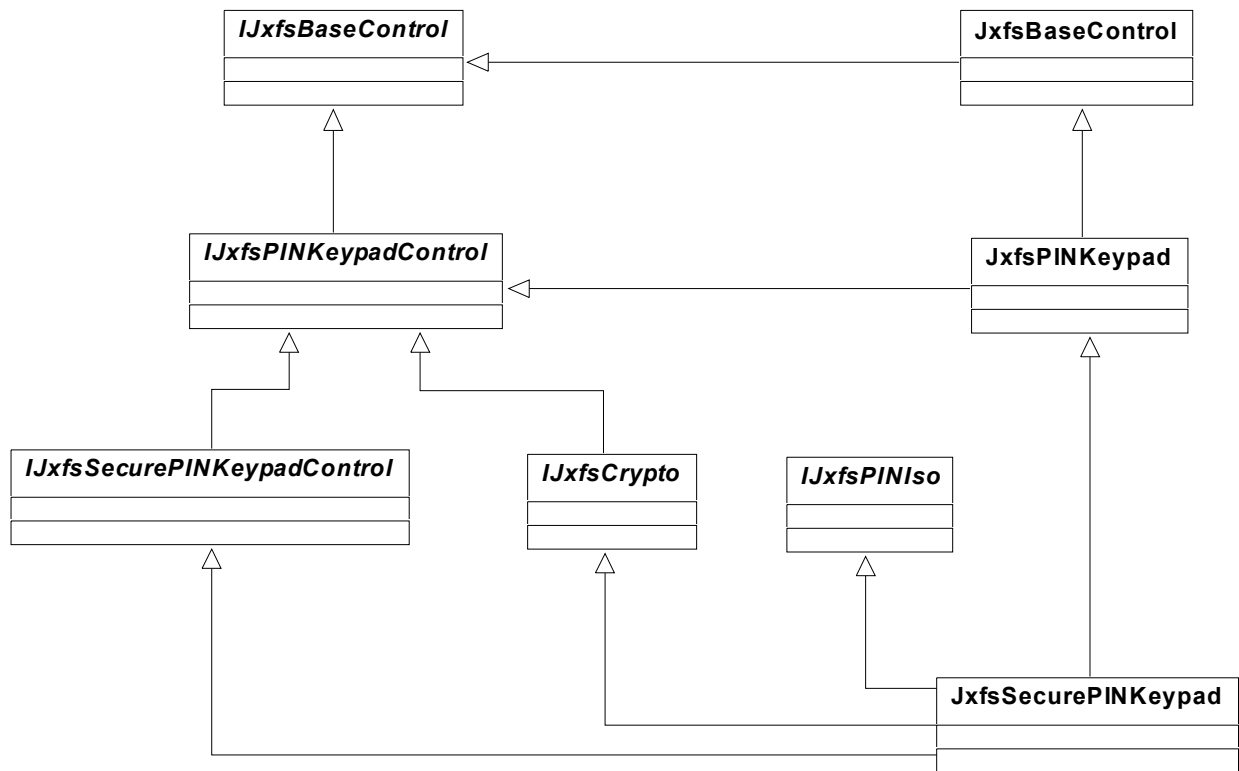 IJxfsBaseControl
JxfsBaseControl
IJxfsPINKeypadControl
JxfsPINKeypad
IJxfsSecurePINKeypadControl
IJxfsCrypto
IJxfsPINIso
JxfsSecurePINKeypad